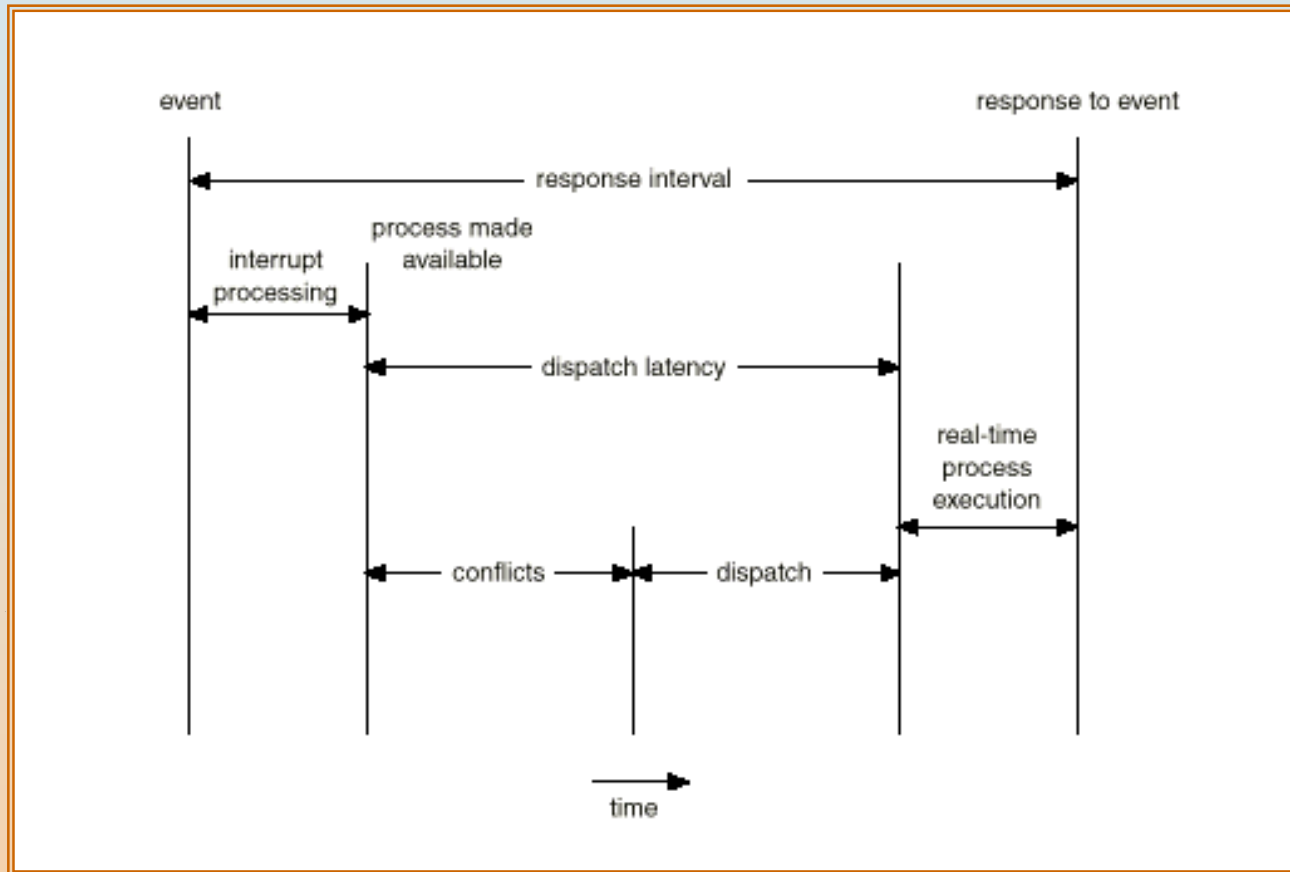 event
response to event
response interval
process made
available
interrupt
processing
dispatch latency
real-time
process
execution
conflicts
dispatch
time